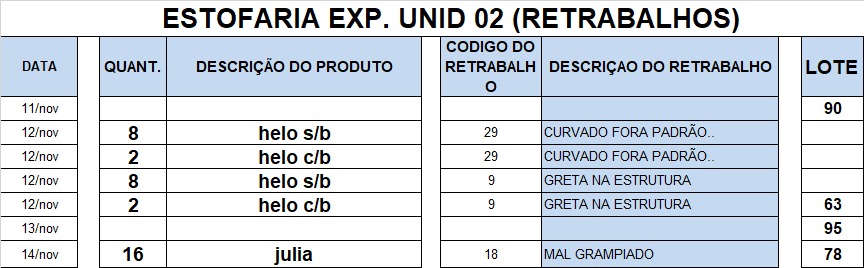 ESTOFARIA EXP. UNID 02 (RETRABALHOS)
DATA QUANT. DESCRIÇÃO DO PRODUTO CODIGO DO RETRABALHO DESCRIÇAO DO RETRABALHO LOTE
11/nov 90
12/nov 8 helo s/b 29 CURVADO FORA PADRÃO..
12/nov 2 helo c/b 29 CURVADO FORA PADRÃO..
12/nov 8 helo s/b 9 GRETA NA ESTRUTURA
12/nov 2 helo c/b 9 GRETA NA ESTRUTURA 63
13/nov 95
14/nov 16 julia 18 MAL GRAMPIADO 78